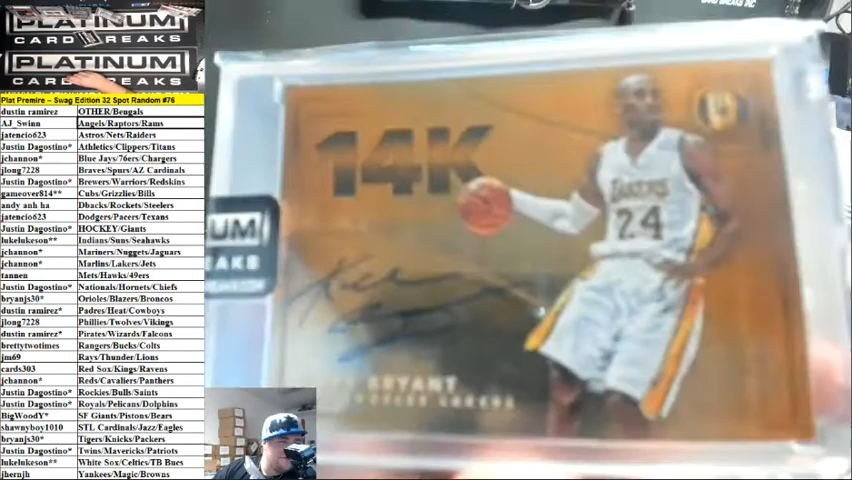 PLATINUM
CARD BREAKS
PLATINUM
CARD BREAKS
Plat Premire – Swag Edition 32 Spot Random #76
dustin ramirez OTHER/Bengals
AJ_Swinn Angels/Raptors/Rams
jatencio623 Astros/Nets/Raiders
Justin Dagostino* Athletics/Clippers/Titans
jchannon* Blue Jays/76ers/Chargers
jlong7228 Braves/Spurs/AZ Cardinals
Justin Dagostino* Brewers/Warriors/Redskins
gameover814** Cubs/Grizzlies/Bills
andy anh ha Dbacks/Rockets/Steelers
jatencio623 Dodgers/Pacers/Texans
Justin Dagostino* HOCKEY/Giants
lukelukeson** Indians/Suns/Seahawks
jchannon* Mariners/Nuggets/Jaguars
jchannon* Marlins/Lakers/Jets
tannen Mets/Hawks/49ers
Justin Dagostino* Nationals/Hornets/Chiefs
bryanjs30* Orioles/Blazers/Broncos
dustin ramirez* Padres/Heat/Cowboys
jlong7228 Phillies/Twolves/Vikings
dustin ramirez* Pirates/Wizards/Falcons
brettytwotimes Rangers/Bucks/Colts
jm69 Rays/Thunder/Lions
cards303 Red Sox/Kings/Ravens
jchannon* Reds/Cavaliers/Panthers
Justin Dagostino* Rockies/Bulls/Saints
Justin Dagostino* Royals/Pelicans/Dolphins
BigWoodY* SF Giants/Pistons/Bears
shawnyboy1010 STL Cardinals/Jazz/Eagles
bryanjs30* Tigers/Knicks/Packers
Justin Dagostino* Twins/Mavericks/Patriots
lukelukeson** White Sox/Celtics/TB Bucs
jhernjh Yankees/Magic/Browns
14K
LAKERS
24
UM
EAKS
BRYANT
LAKERS